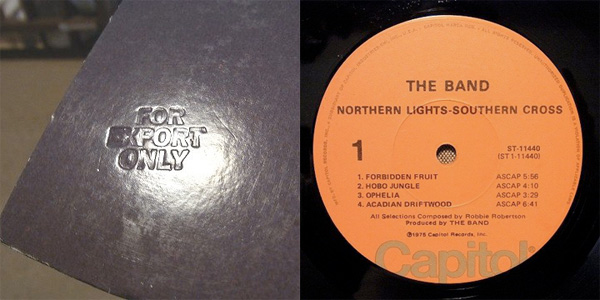 FOR
EXPORT
ONLY
THE BAND
NORTHERN LIGHTS-SOUTHERN CROSS
1
ST-11440
(ST 1-11440)
1. FORBIDDEN FRUIT ASCAP 5:56
2. HOBO JUNGLE ASCAP 4:10
3. OPHELIA ASCAP 3:29
4. ACADIAN DRIFTWOOD ASCAP 6:41
All Selections Composed by Robbie Robertson
Produced by THE BAND
℗1975 Capitol Records, Inc.
Capitol